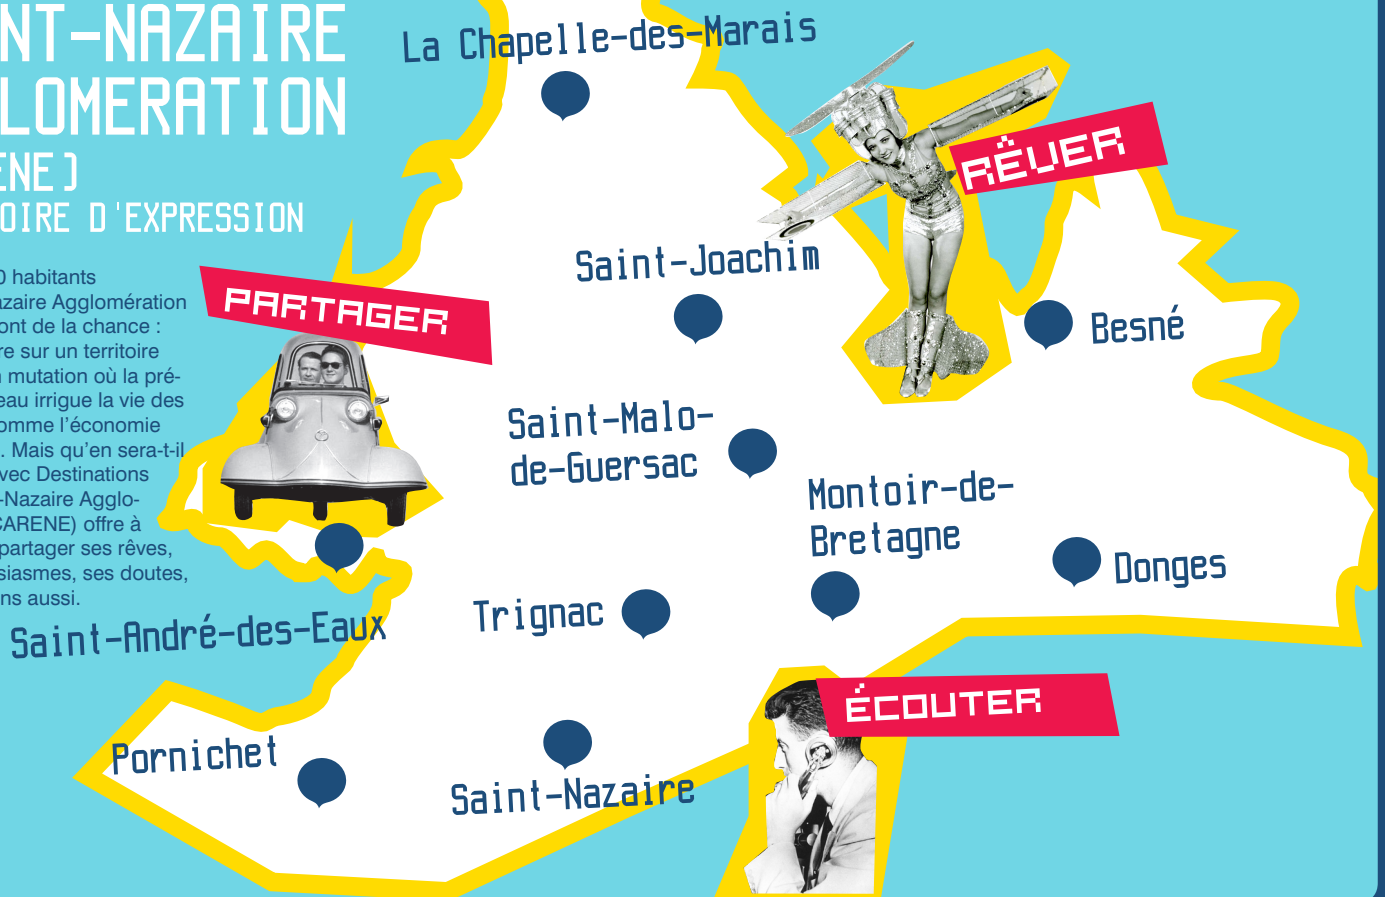 NT-NAZAIRE
LOMERATION
ENE)
OIRE D'EXPRESSION
0 habitants
azaire Agglomération
ont de la chance :
re sur un territoire
n mutation où la pré-
eau irrigue la vie des
omme l'économie
. Mais qu'en sera-t-il
vec Destinations
-Nazaire Agglo-
CARENE) offre à
partager ses rêves,
siasmes, ses doutes,
ns aussi.
La Chapelle-des-Marais
RÊVER
Saint-Joachim
PARTAGER
Besné
Saint-Malo-
de-Guersac
Montoir-de-
Bretagne
Donges
Trignac
Saint-André-des-Eaux
ÉCOUTER
Pornichet
Saint-Nazaire